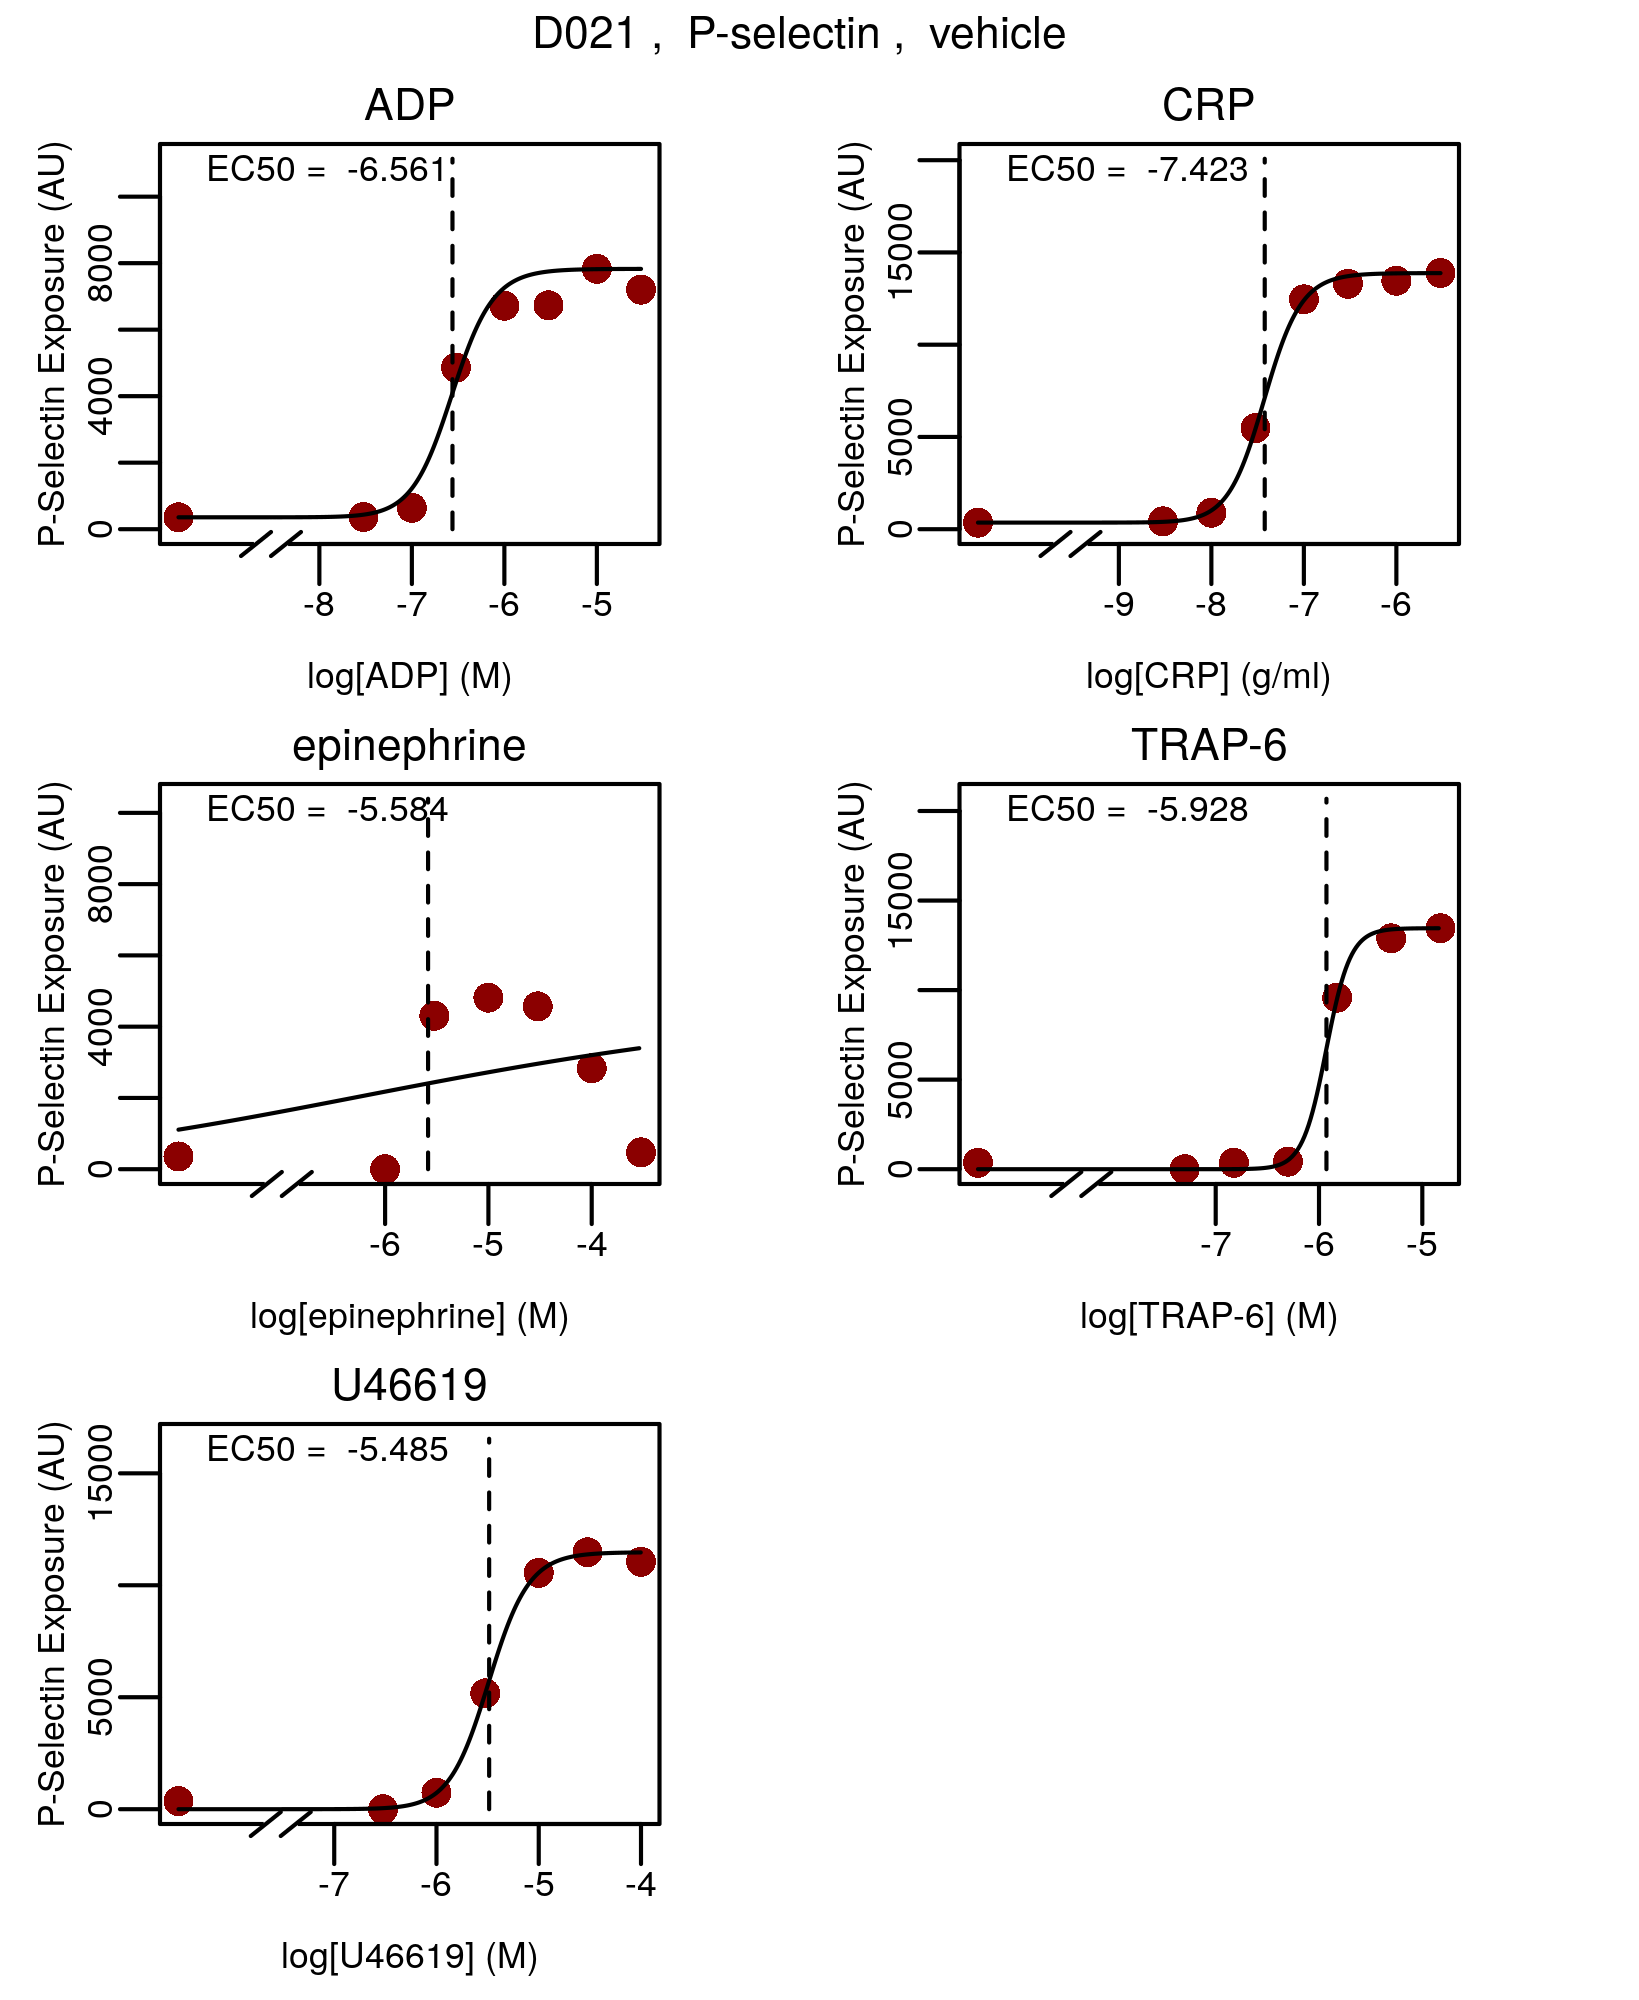 D021 , P-selectin , vehicle
ADP
EC50 = -6.561
P-Selectin Exposure (AU)
0 4000 8000
-8 -7 -6 -5
log[ADP] (M)
CRP
EC50 = -7.423
P-Selectin Exposure (AU)
0 5000 15000
-9 -8 -7 -6
log[CRP] (g/ml)
epinephrine
EC50 = -5.584
P-Selectin Exposure (AU)
0 4000 8000
-6 -5 -4
log[epinephrine] (M)
TRAP-6
EC50 = -5.928
P-Selectin Exposure (AU)
0 5000 15000
-7 -6 -5
log[TRAP-6] (M)
U46619
EC50 = -5.485
P-Selectin Exposure (AU)
0 5000 15000
-7 -6 -5 -4
log[U46619] (M)